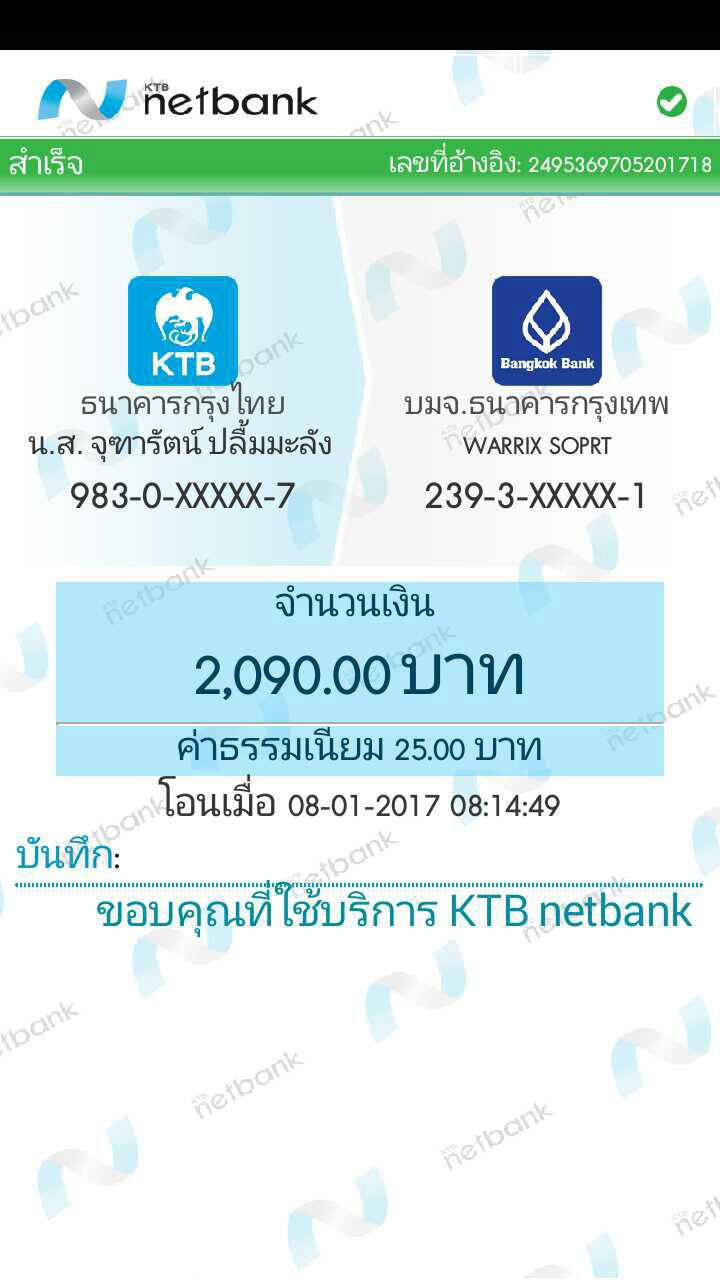 KTB
netbank
สำเร็จ
เลขที่อ้างอิง: 2495369705201718
KTB
Bangkok Bank
ธนาคารกรุงไทย
บมจ.ธนาคารกรุงเทพ
น.ส. จุฑารัตน์ ปลื้มมะลัง
WARRIX SOPRT
983-0-XXXXX-7
239-3-XXXXX-1
จำนวนเงิน
2,090.00 บาท
ค่าธรรมเนียม 25.00 บาท
โอนเมื่อ 08-01-2017 08:14:49
บันทึก:
ขอบคุณที่ใช้บริการ KTB netbank